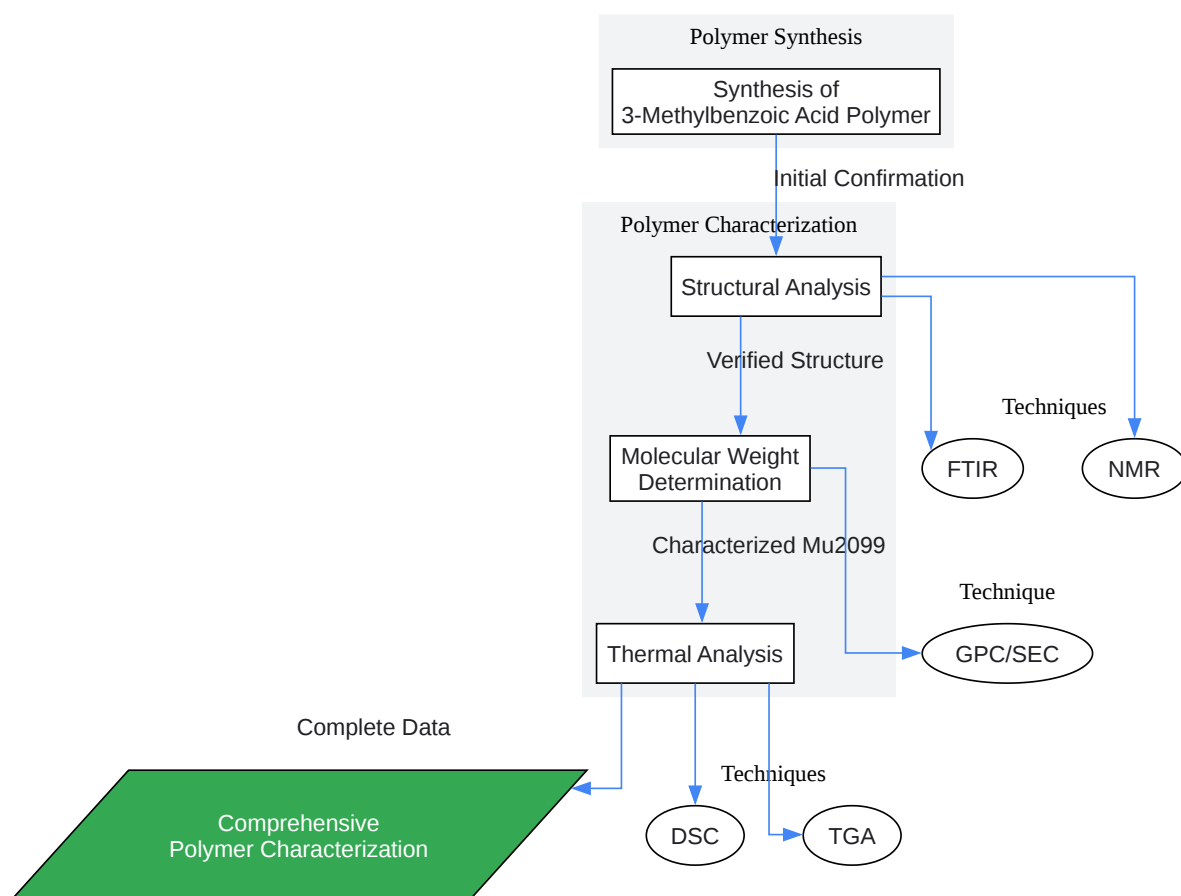 Polymer Synthesis
Synthesis of
3-Methylbenzoic Acid Polymer
Initial Confirmation
Polymer Characterization
Structural Analysis
Verified Structure
Techniques
Molecular Weight
Determination
FTIR
NMR
Characterized Mu2099
Technique
Thermal Analysis
GPC/SEC
Complete Data
Techniques
Comprehensive
Polymer Characterization
DSC
TGA